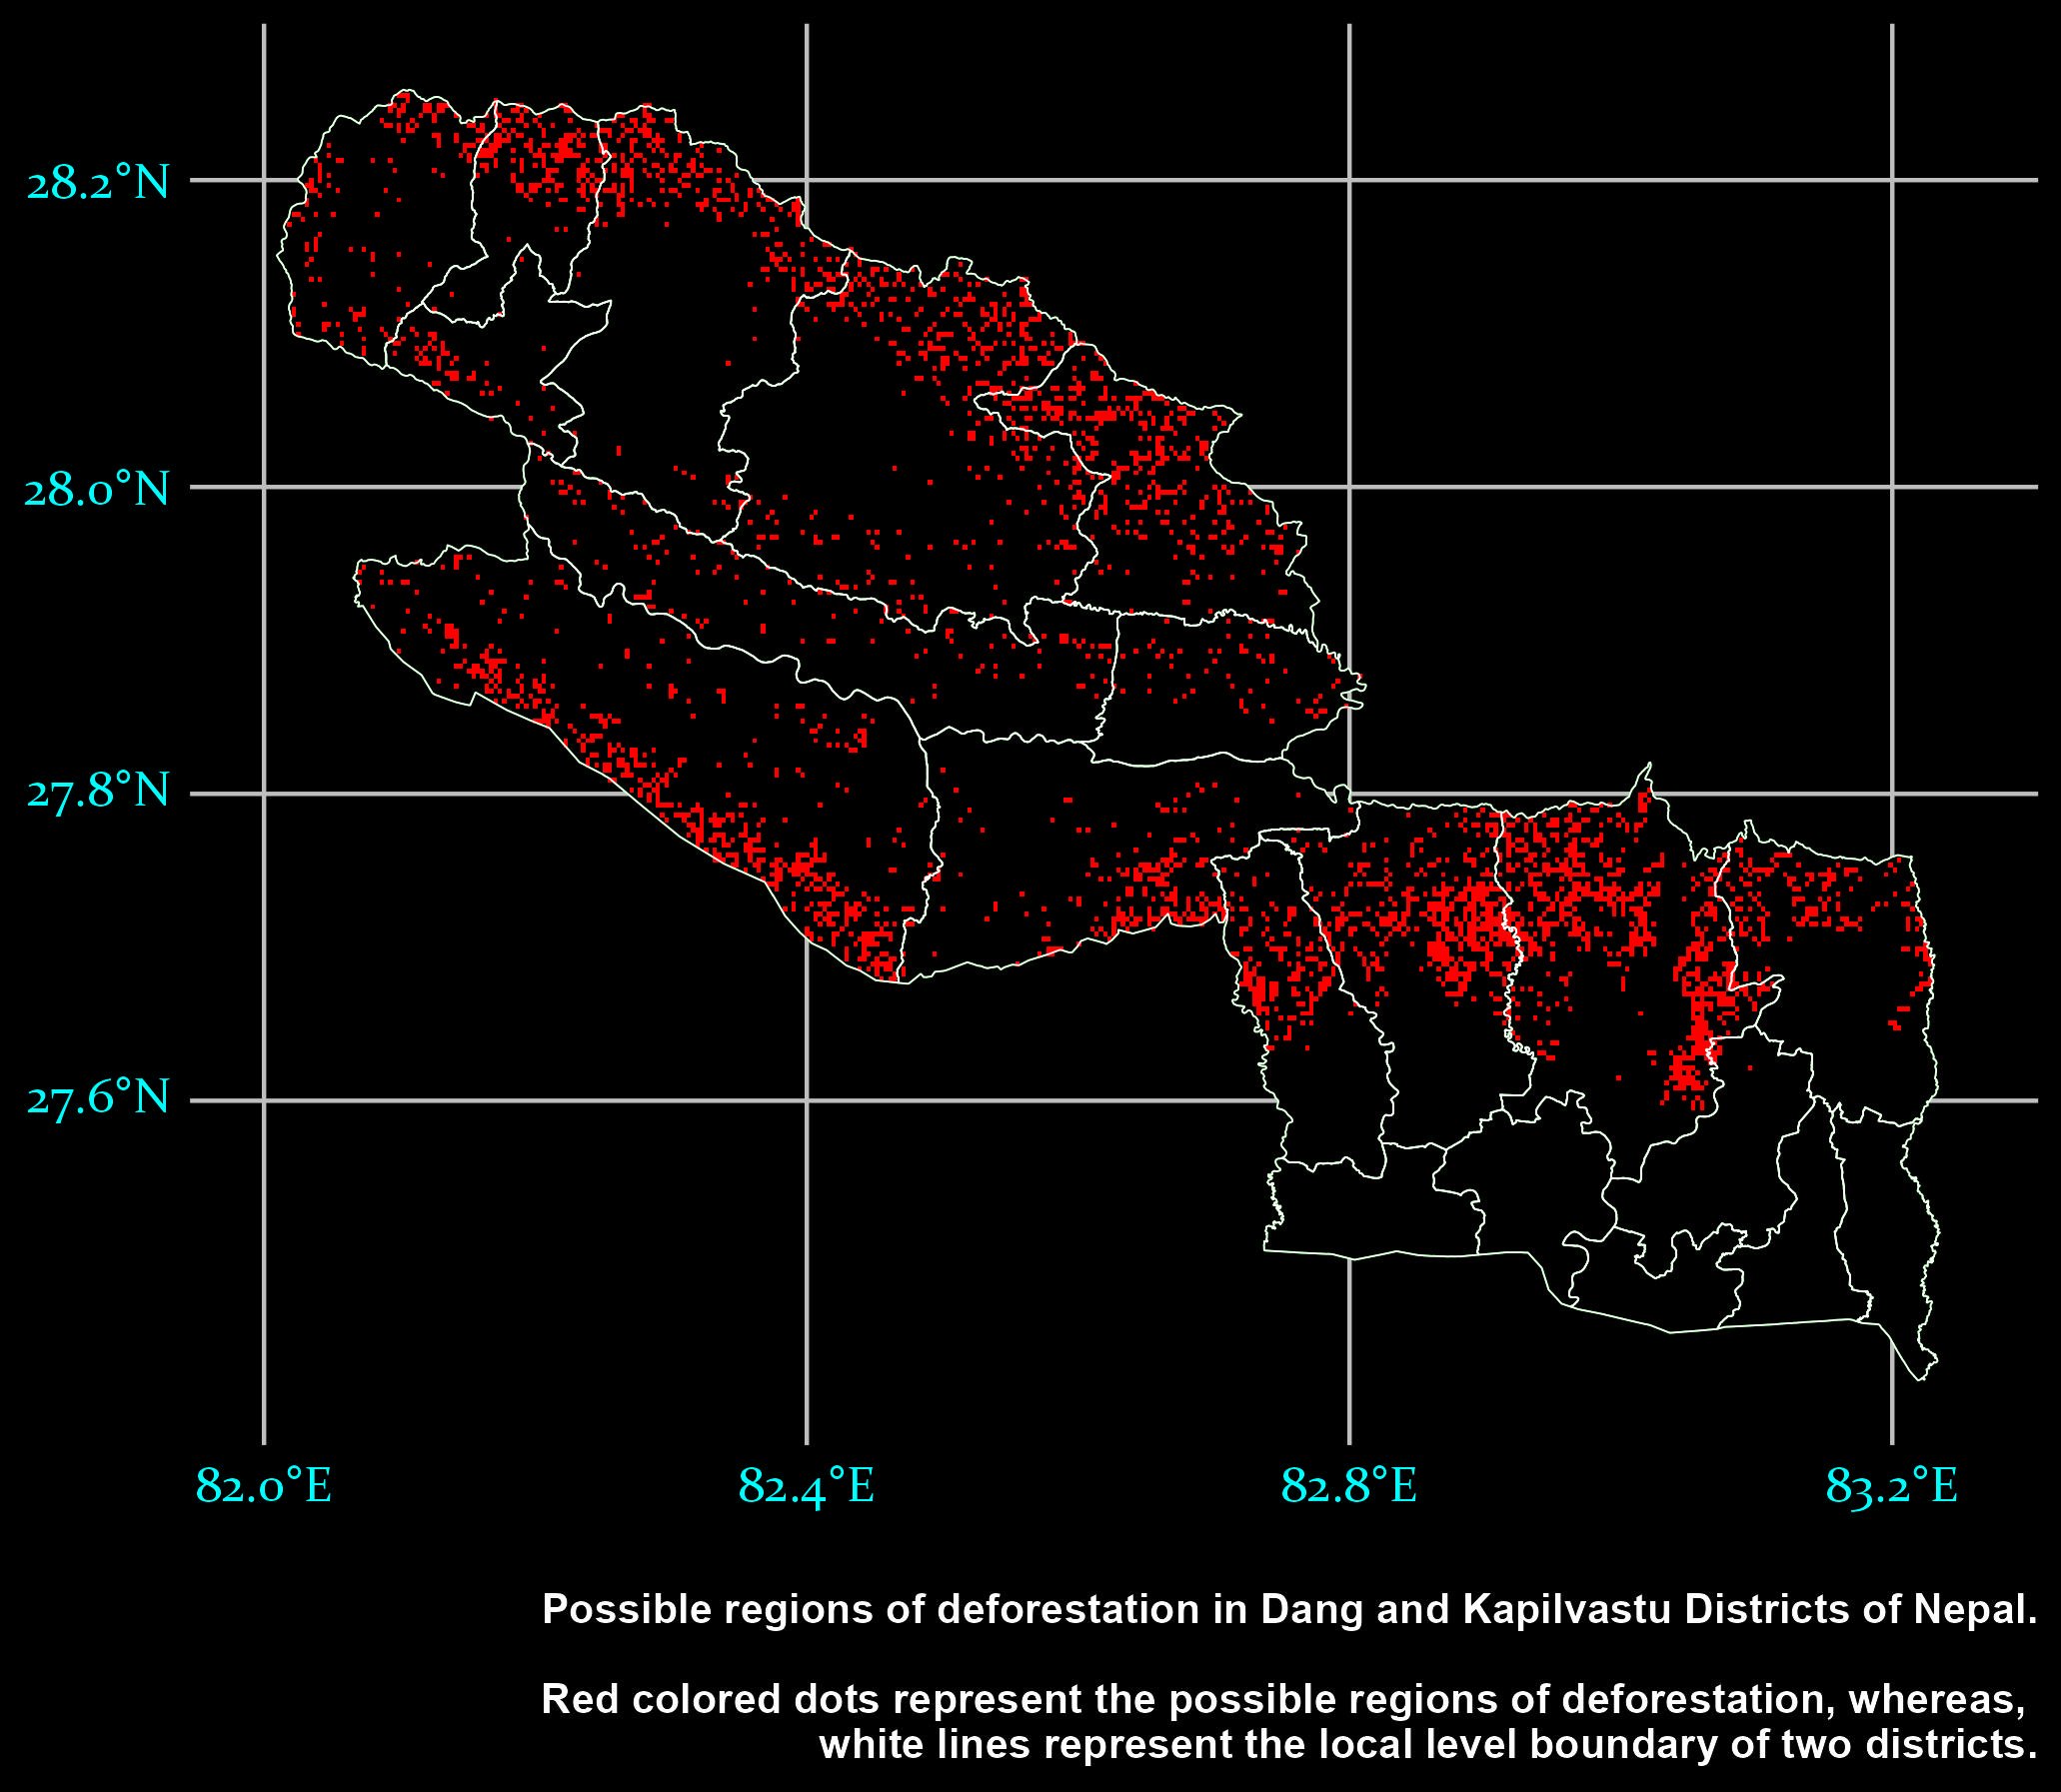 28.2°N
28.0°N
27.8°N
27.6°N
82.0°E
82.4°E
82.8°E
83.2°E
Possible regions of deforestation in Dang and Kapilvastu Districts of Nepal.
Red colored dots represent the possible regions of deforestation, whereas,
white lines represent the local level boundary of two districts.